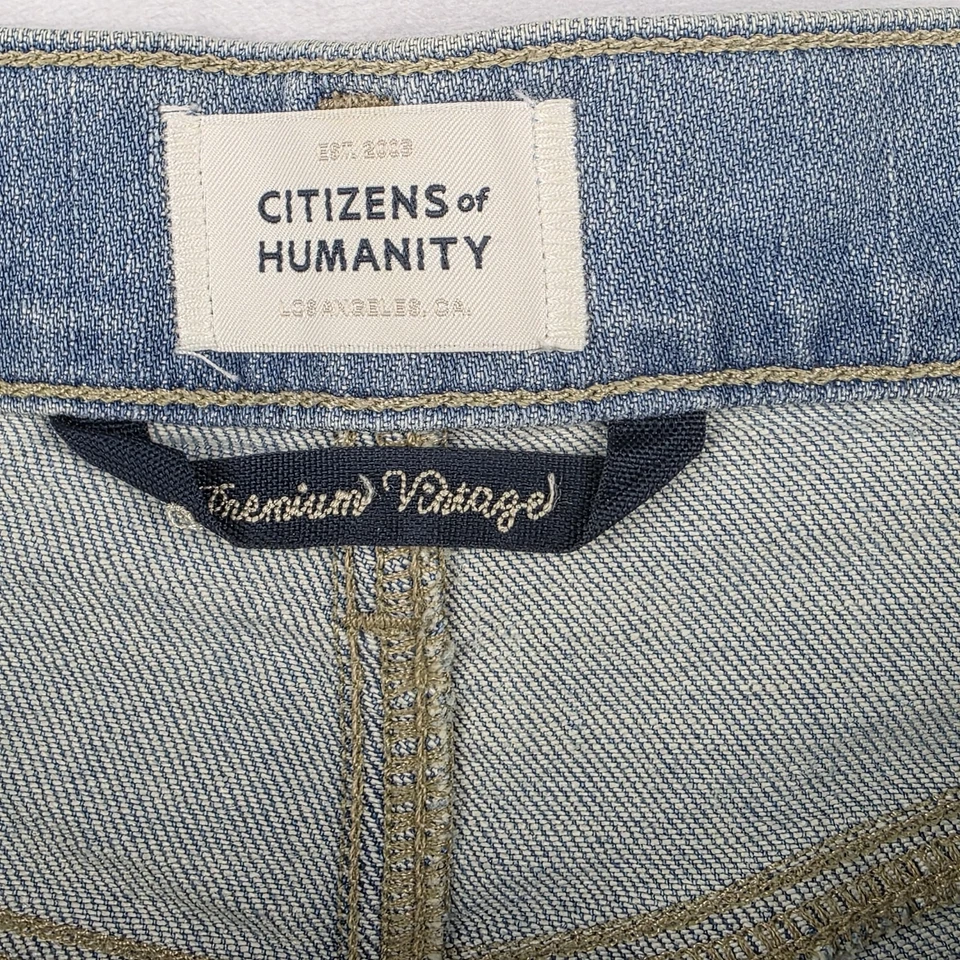 EST. 2003
CITIZENS of
HUMANITY
LOS ANGELES, CA.
Premium Vintage